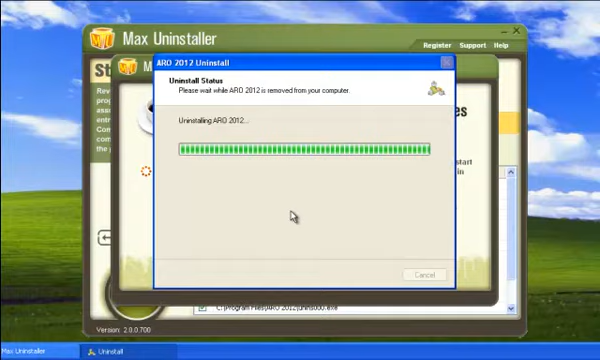 Max Uninstaller
Register Support Help
ARO 2012 Uninstall
Uninstall Status
Please wait while ARO 2012 is removed from your computer.
Uninstalling ARO 2012...
Cancel
C:\Program Files\ARO 2012\unins000.exe
Version: 2.0.0.700
Max Uninstaller
Uninstall